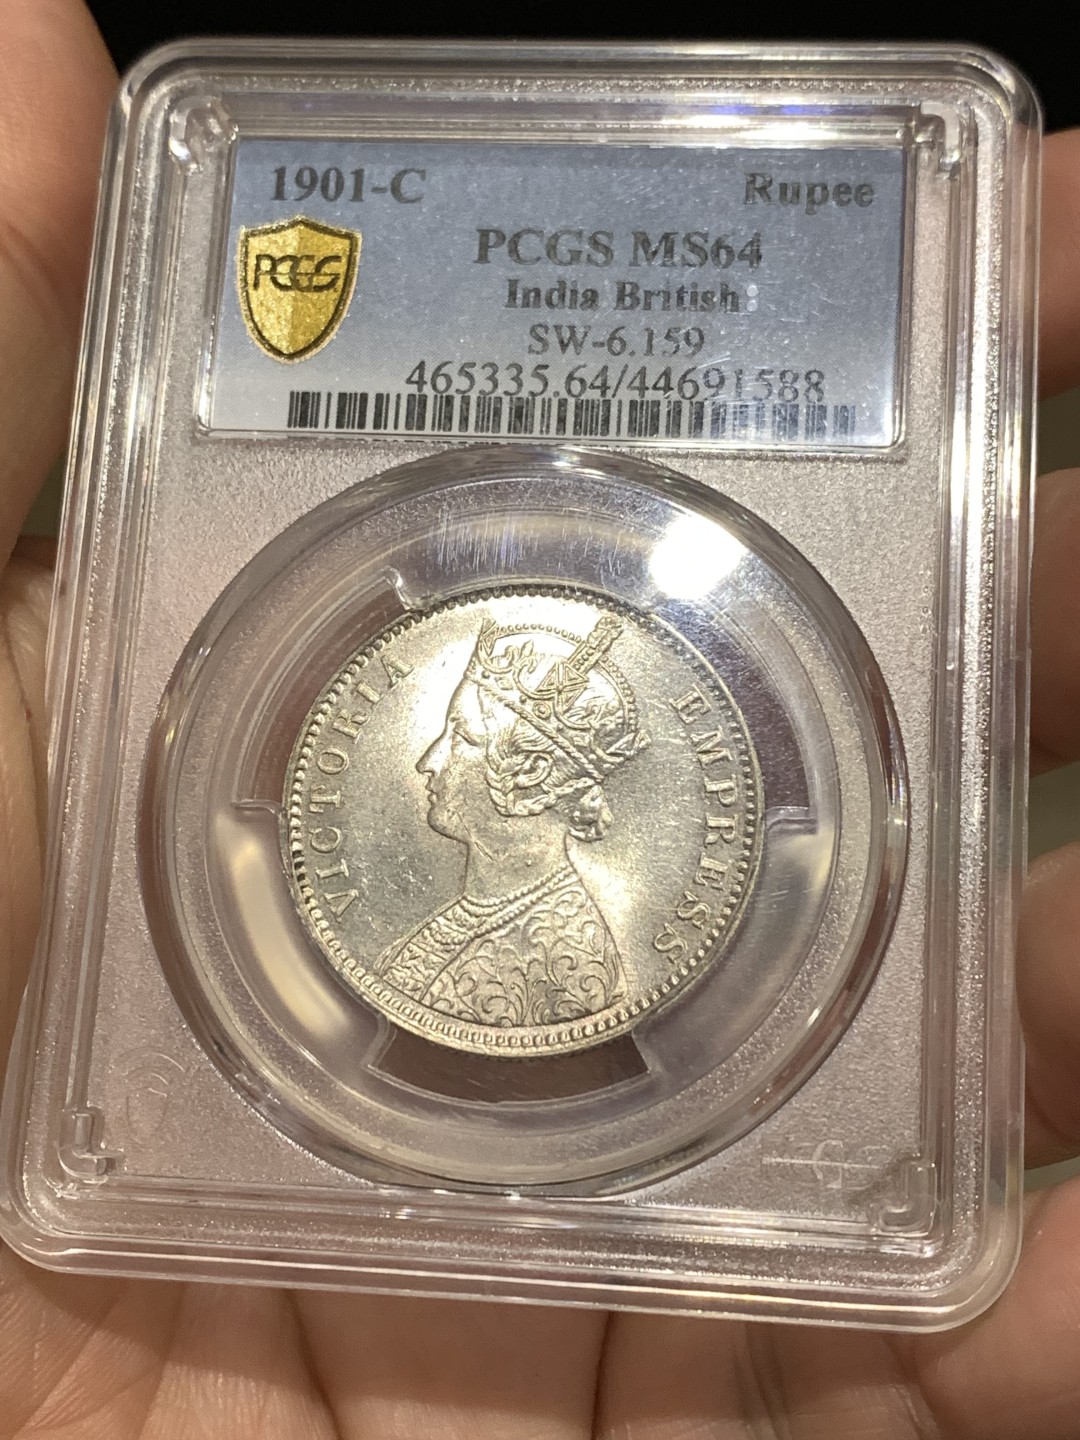 1901-C Rupee
PCGS
PCGS MS64
India British
SW-6.159
465335.64/44691588
VICTORIA EMPRESS